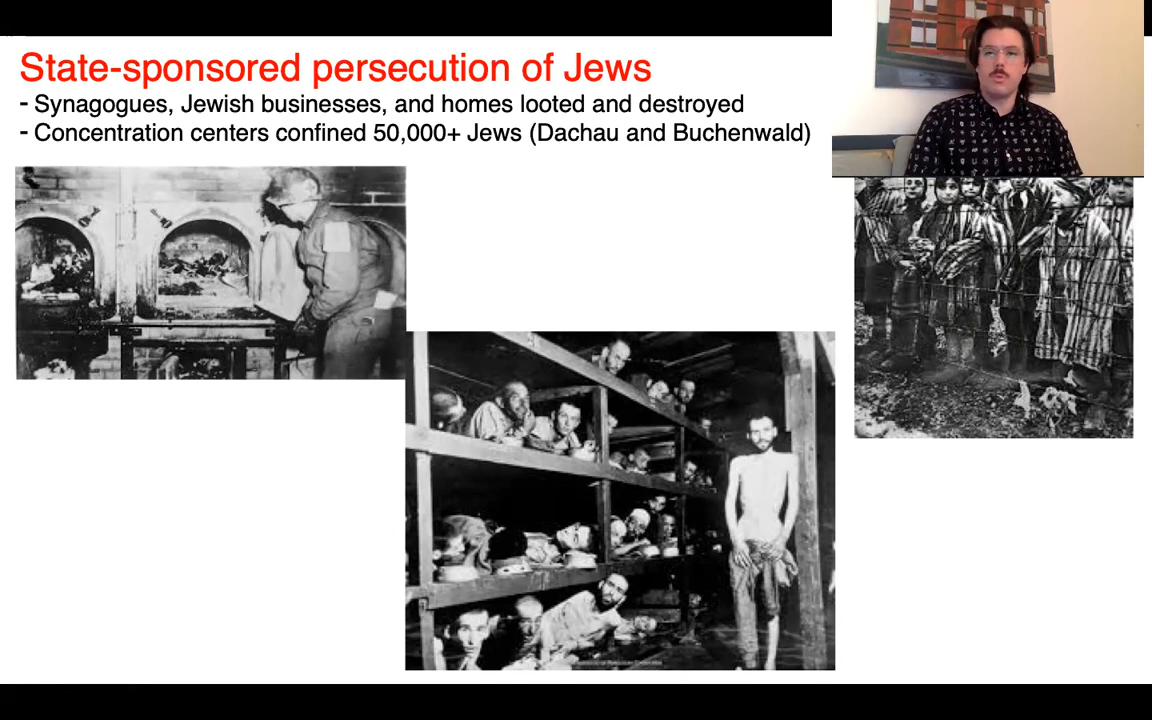 State-sponsored persecution of Jews
- Synagogues, Jewish businesses, and homes looted and destroyed
- Concentration centers confined 50,000+ Jews (Dachau and Buchenwald)